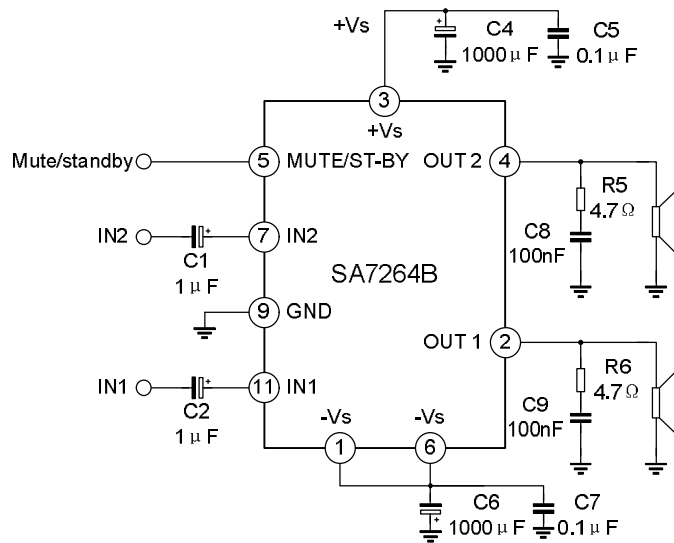 +Vs
C4
1000μF
C5
0.1μF
3
+Vs
Mute/standby
5
MUTE/ST-BY
OUT 2
4
R5
4.7Ω
C8
100nF
IN2
+
7
IN2
C1
1μF
SA7264B
9
GND
OUT 1
2
R6
4.7Ω
C9
100nF
IN1
+
11
IN1
C2
1μF
-Vs
-Vs
1
6
C6
1000μF
+
C7
0.1μF
+